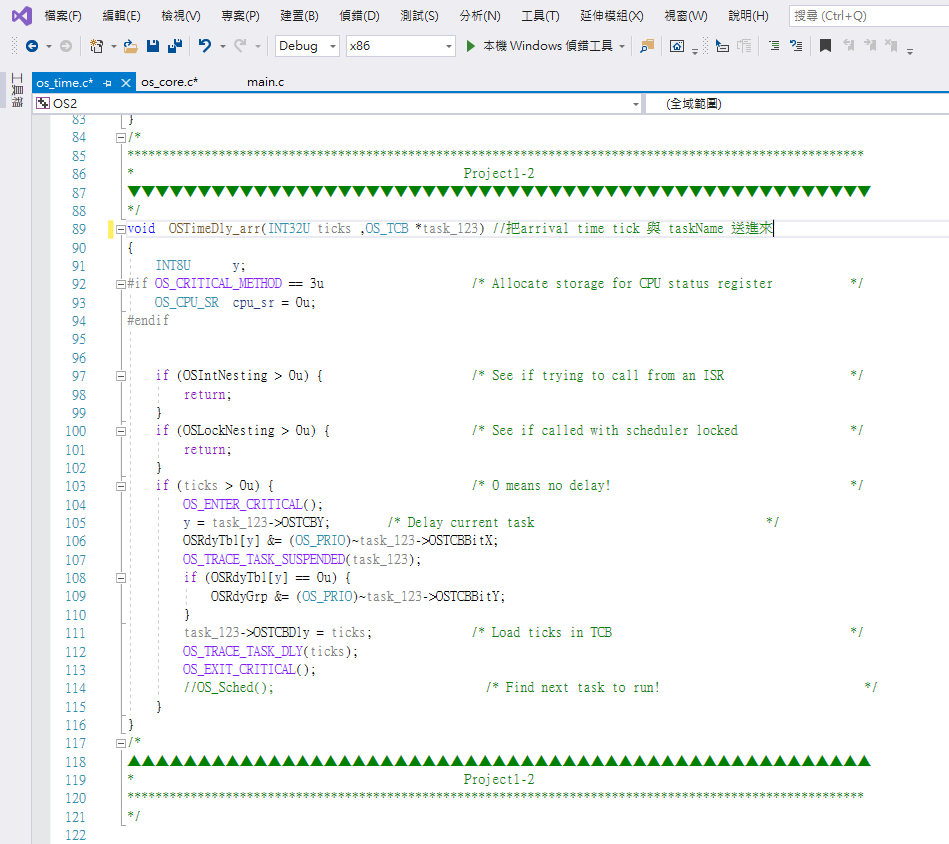 檔案(F) 編輯(E) 檢視(V) 專案(P) 建置(B) 偵錯(D) 測試(S) 分析(N) 工具(T) 延伸模組(X) 視窗(W) 說明(H) 搜尋 (Ctrl+Q)
Debug x86 本機 Windows 偵錯工具
工具箱
os_time.c* os_core.c* main.c
OS2 (全域範圍)
83 }
84 /*
85 *********************************************************************************************************
86 * Project1-2
87 ▼▼▼▼▼▼▼▼▼▼▼▼▼▼▼▼▼▼▼▼▼▼▼▼▼▼▼▼▼▼▼▼▼▼▼▼▼▼▼▼▼▼▼▼▼▼▼▼▼▼▼▼▼
88 */
89 void OSTimeDly_arr(INT32U ticks ,OS_TCB *task_123) //把arrival time tick 與 taskName 送進來
90 {
91 INT8U y;
92 #if OS_CRITICAL_METHOD == 3u /* Allocate storage for CPU status register */
93 OS_CPU_SR cpu_sr = 0u;
94 #endif
95
96
97 if (OSIntNesting > 0u) { /* See if trying to call from an ISR */
98 return;
99 }
100 if (OSLockNesting > 0u) { /* See if called with scheduler locked */
101 return;
102 }
103 if (ticks > 0u) { /* 0 means no delay! */
104 OS_ENTER_CRITICAL();
105 y = task_123->OSTCBY; /* Delay current task */
106 OSRdyTbl[y] &= (OS_PRIO)~task_123->OSTCBBitX;
107 OS_TRACE_TASK_SUSPENDED(task_123);
108 if (OSRdyTbl[y] == 0u) {
109 OSRdyGrp &= (OS_PRIO)~task_123->OSTCBBitY;
110 }
111 task_123->OSTCBDly = ticks; /* Load ticks in TCB */
112 OS_TRACE_TASK_DLY(ticks);
113 OS_EXIT_CRITICAL();
114 //OS_Sched(); /* Find next task to run! */
115 }
116 }
117 /*
118 ▲▲▲▲▲▲▲▲▲▲▲▲▲▲▲▲▲▲▲▲▲▲▲▲▲▲▲▲▲▲▲▲▲▲▲▲▲▲▲▲▲▲▲▲▲▲▲▲▲▲▲▲▲
119 * Project1-2
120 *********************************************************************************************************
121 */
122